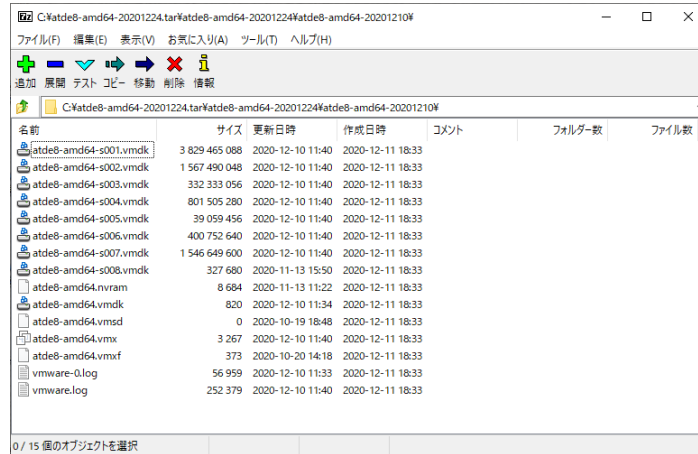 C:¥atde8-amd64-20201224.tar¥atde8-amd64-20201224¥atde8-amd64-20201210¥
ファイル(F) 編集(E) 表示(V) お気に入り(A) ツール(T) ヘルプ(H)
追加 展開 テスト コピー 移動 削除 情報
C:¥atde8-amd64-20201224.tar¥atde8-amd64-20201224¥atde8-amd64-20201210¥
名前 サイズ 更新日時 作成日時 コメント フォルダー数 ファイル数
atde8-amd64-s001.vmdk 3 829 465 088 2020-12-10 11:40 2020-12-11 18:33
atde8-amd64-s002.vmdk 1 567 490 048 2020-12-10 11:40 2020-12-11 18:33
atde8-amd64-s003.vmdk 332 333 056 2020-12-10 11:40 2020-12-11 18:33
atde8-amd64-s004.vmdk 801 505 280 2020-12-10 11:40 2020-12-11 18:33
atde8-amd64-s005.vmdk 39 059 456 2020-12-10 11:40 2020-12-11 18:33
atde8-amd64-s006.vmdk 400 752 640 2020-12-10 11:40 2020-12-11 18:33
atde8-amd64-s007.vmdk 1 546 649 600 2020-12-10 11:40 2020-12-11 18:33
atde8-amd64-s008.vmdk 327 680 2020-11-13 15:50 2020-12-11 18:33
atde8-amd64.nvram 8 684 2020-11-13 11:22 2020-12-11 18:33
atde8-amd64.vmdk 820 2020-12-10 11:34 2020-12-11 18:33
atde8-amd64.vmsd 0 2020-10-19 18:48 2020-12-11 18:33
atde8-amd64.vmx 3 267 2020-12-10 11:40 2020-12-11 18:33
atde8-amd64.vmxf 373 2020-10-20 14:18 2020-12-11 18:33
vmware-0.log 56 959 2020-12-10 11:33 2020-12-11 18:33
vmware.log 252 379 2020-12-10 11:40 2020-12-11 18:33
0 / 15 個のオブジェクトを選択